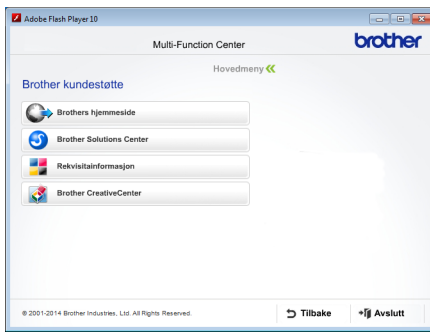 Adobe Flash Player 10
Multi-Function Center
brother
Hovedmeny
Brother kundestøtte
Brothers hjemmeside
Brother Solutions Center
Rekvisitainformasjon
Brother CreativeCenter
© 2001-2014 Brother Industries, Ltd. All Rights Reserved.
Tilbake
Avslutt